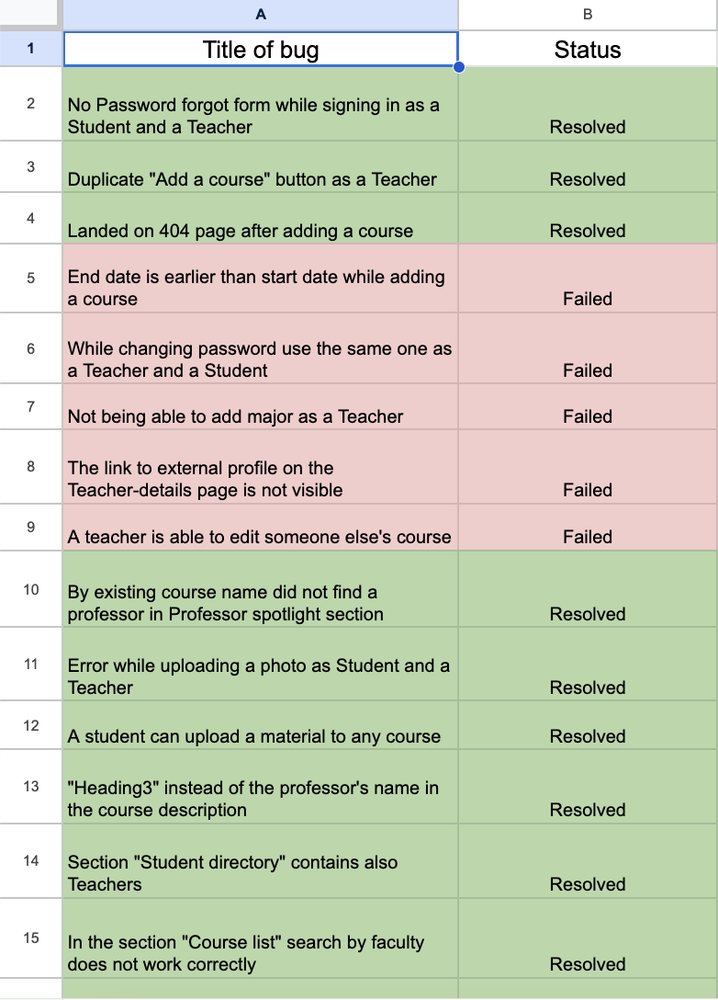 A B
1 Title of bug Status
2 No Password forgot form while signing in as a
Student and a Teacher Resolved
3 Duplicate "Add a course" button as a Teacher Resolved
4 Landed on 404 page after adding a course Resolved
5 End date is earlier than start date while adding
a course Failed
6 While changing password use the same one as
a Teacher and a Student Failed
7 Not being able to add major as a Teacher Failed
8 The link to external profile on the
Teacher-details page is not visible Failed
9 A teacher is able to edit someone else's course Failed
10 By existing course name did not find a
professor in Professor spotlight section Resolved
11 Error while uploading a photo as Student and a
Teacher Resolved
12 A student can upload a material to any course Resolved
13 "Heading3" instead of the professor's name in
the course description Resolved
14 Section "Student directory" contains also
Teachers Resolved
15 In the section "Course list" search by faculty
does not work correctly Resolved